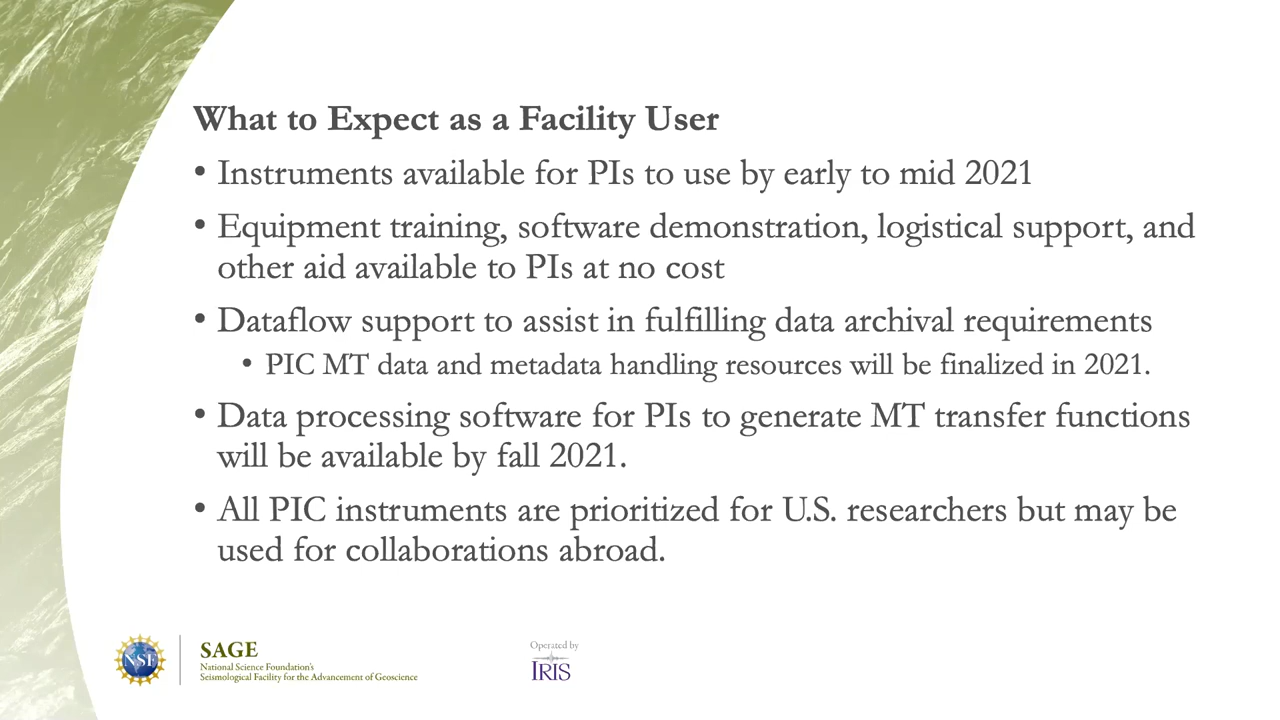 What to Expect as a Facility User
• Instruments available for PIs to use by early to mid 2021
• Equipment training, software demonstration, logistical support, and
other aid available to PIs at no cost
• Dataflow support to assist in fulfilling data archival requirements
• PIC MT data and metadata handling resources will be finalized in 2021.
• Data processing software for PIs to generate MT transfer functions
will be available by fall 2021.
• All PIC instruments are prioritized for U.S. researchers but may be
used for collaborations abroad.
NSF
SAGE
National Science Foundation's
Seismological Facility for the Advancement of Geoscience
Operated by
IRIS